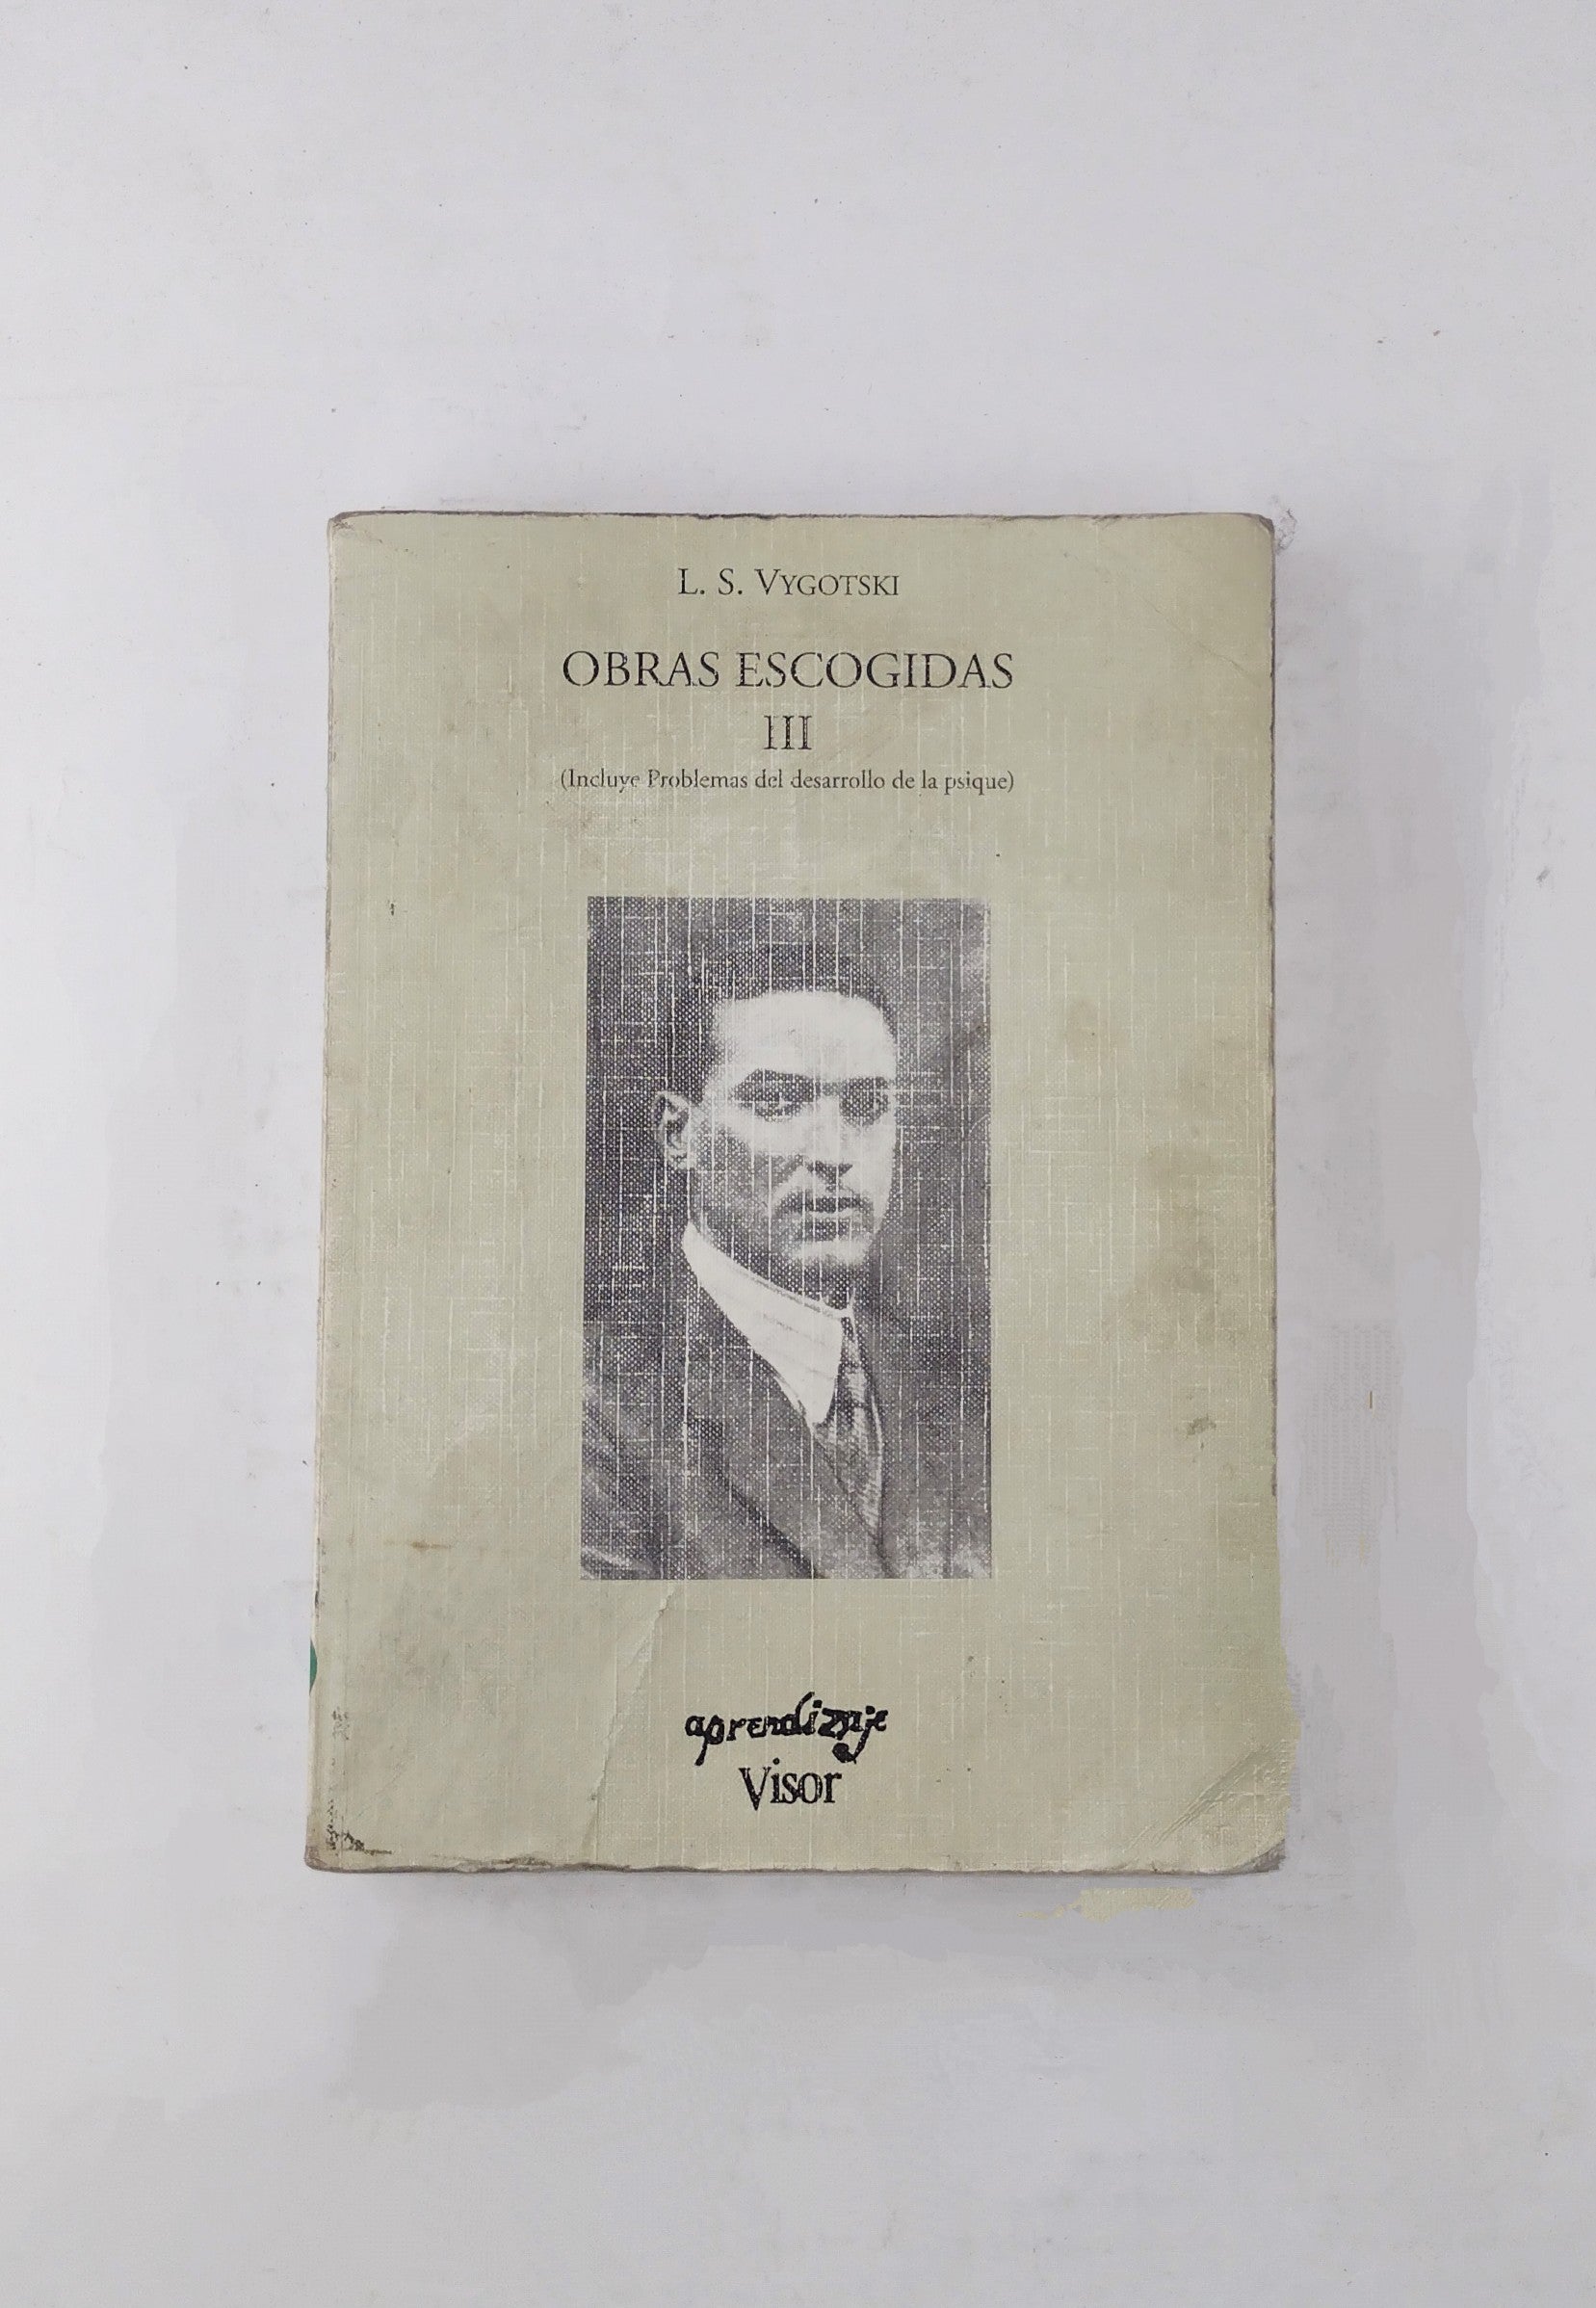 L. S. VYGOTSKI
OBRAS ESCOGIDAS
III
(Incluye Problemas del desarrollo de la psique)
aprendizaje
Visor